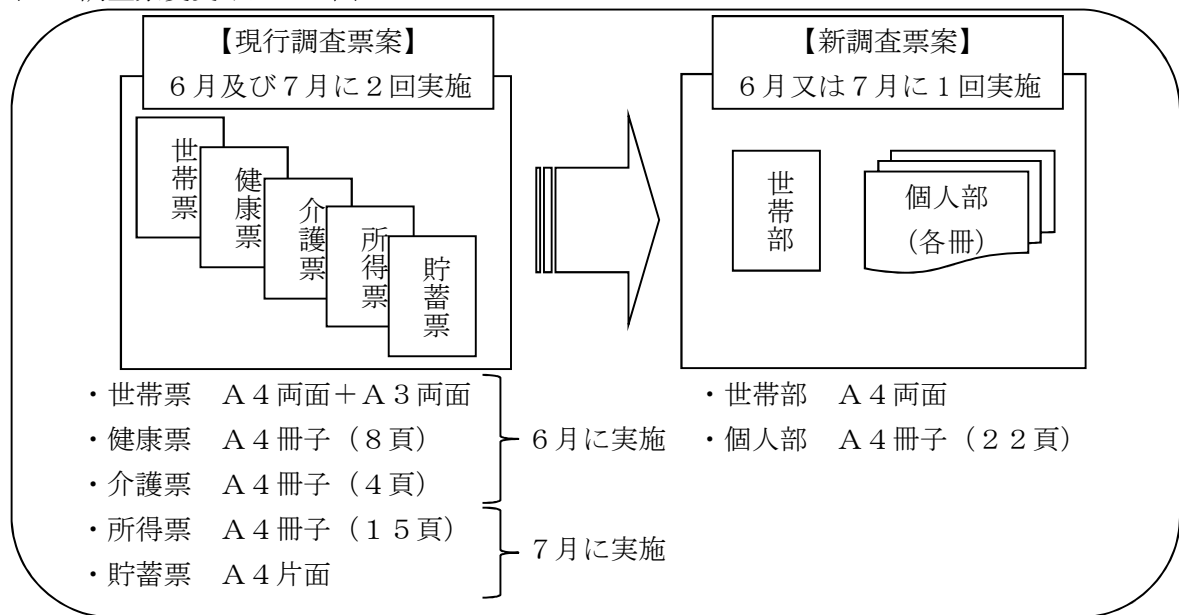 【現行調査票案】
６月及び７月に２回実施
世帯票
健康票
介護票
所得票
貯蓄票
・世帯票　Ａ４両面＋Ａ３両面
・健康票　Ａ４冊子（８頁）
・介護票　Ａ４冊子（４頁）
６月に実施
・所得票　Ａ４冊子（１５頁）
・貯蓄票　Ａ４片面
７月に実施
【新調査票案】
６月又は７月に１回実施
世帯部
個人部
（各冊）
・世帯部　Ａ４両面
・個人部　Ａ４冊子（２２頁）